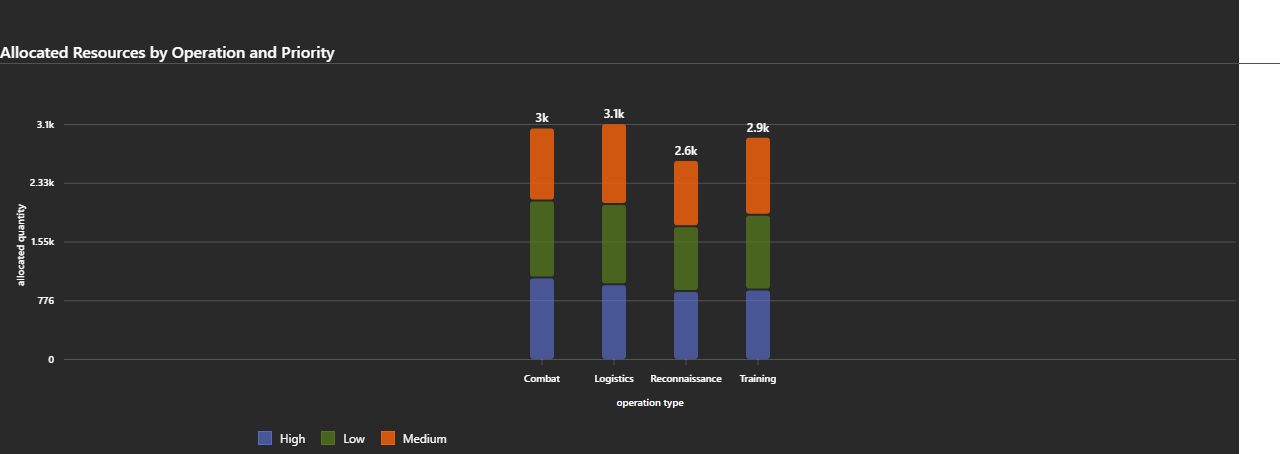 Allocated Resources by Operation and Priority
3k
3.1k
2.6k
2.9k
3.1k
2.33k
1.55k
776
0
allocated quantity
Combat
Logistics
Reconnaissance
Training
operation type
High
Low
Medium